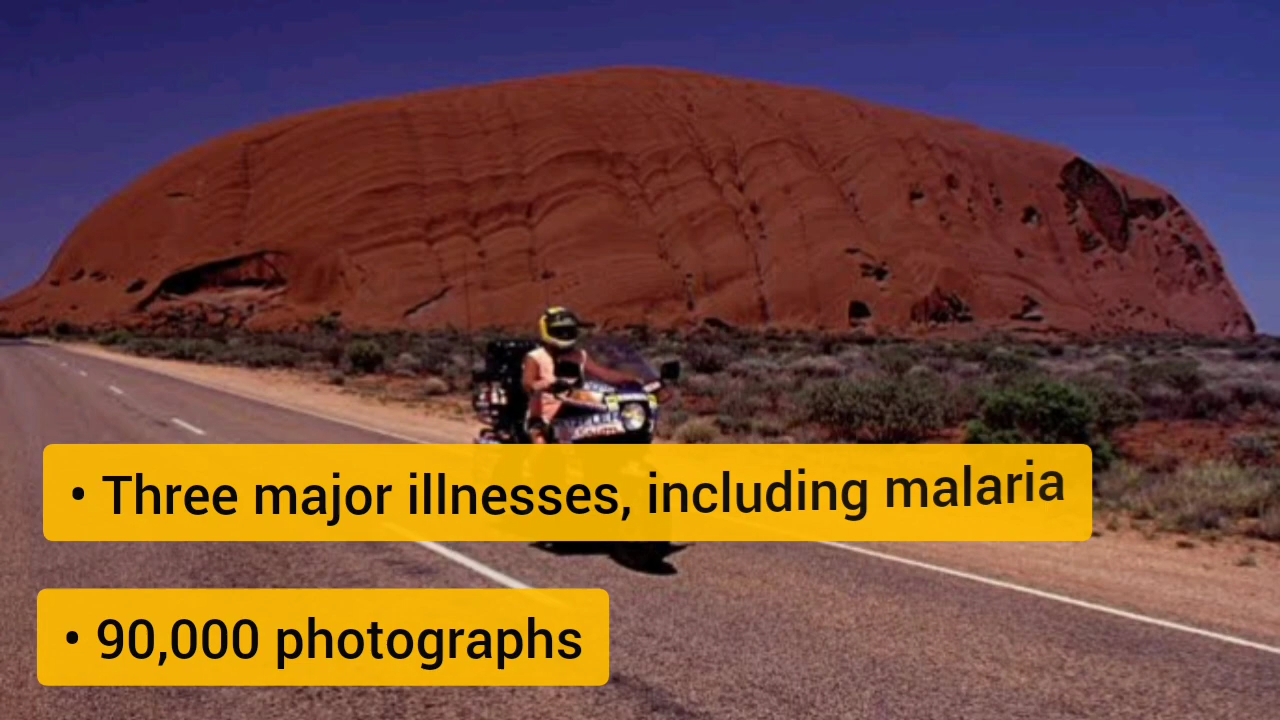 • Three major illnesses, including malaria
• 90,000 photographs